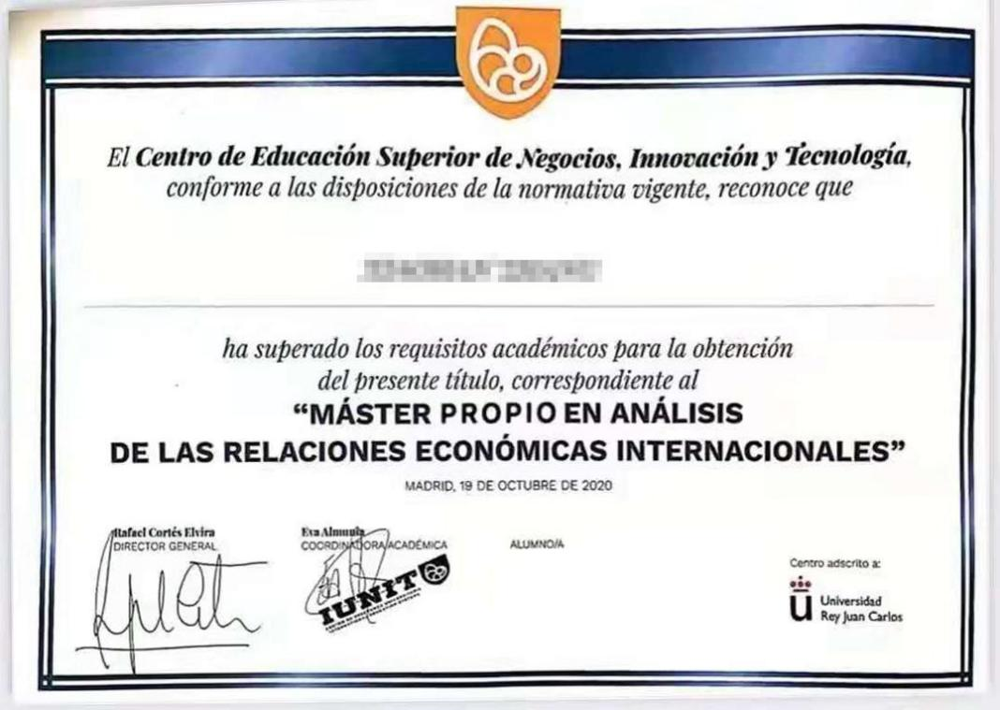 El Centro de Educación Superior de Negocios, Innovación y Tecnología,
conforme a las disposiciones de la normativa vigente, reconoce que
ha superado los requisitos académicos para la obtención
del presente título, correspondiente al
“MÁSTER PROPIO EN ANÁLISIS
DE LAS RELACIONES ECONÓMICAS INTERNACIONALES”
MADRID, 19 DE OCTUBRE DE 2020
Rafael Cortés Elvira
DIRECTOR GENERAL
Eva Almunia
COORDINADORA ACADÉMICA
IUNIT
ALUMNO/A
Centro adscrito a:
Universidad
Rey Juan Carlos